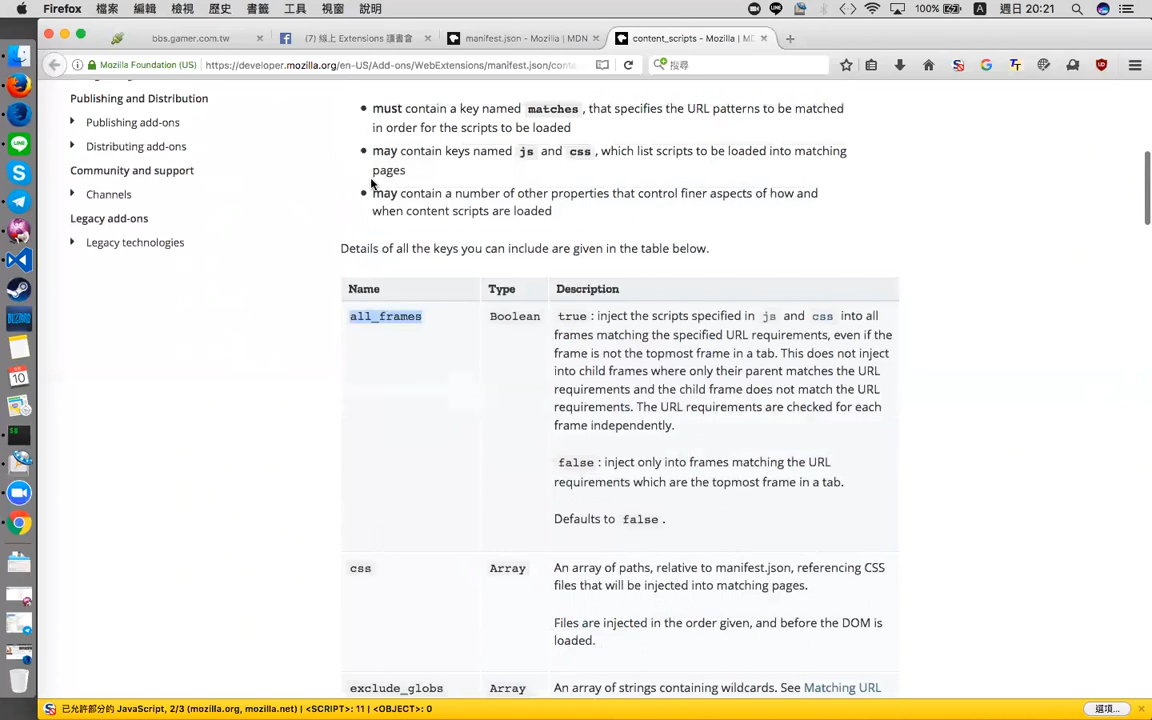 Firefox 檔案 編輯 檢視 歷史 書籤 工具 視窗 說明 100% A 週日 20:21
bbs.gamer.com.tw × (7) 線上 Extensions 讀書會 × manifest.json - Mozilla | MDN × content_scripts - Mozilla | M( × +
Mozilla Foundation (US) https://developer.mozilla.org/en-US/Add-ons/WebExtensions/manifest.json/conte 搜尋
Publishing and Distribution
Publishing add-ons
Distributing add-ons
Community and support
Channels
Legacy add-ons
Legacy technologies
must contain a key named matches, that specifies the URL patterns to be matched
in order for the scripts to be loaded
may contain keys named js and css, which list scripts to be loaded into matching
pages
may contain a number of other properties that control finer aspects of how and
when content scripts are loaded
Details of all the keys you can include are given in the table below.
Name Type Description
all_frames Boolean true : inject the scripts specified in js and css into all
frames matching the specified URL requirements, even if the
frame is not the topmost frame in a tab. This does not inject
into child frames where only their parent matches the URL
requirements and the child frame does not match the URL
requirements. The URL requirements are checked for each
frame independently.
false : inject only into frames matching the URL
requirements which are the topmost frame in a tab.
Defaults to false .
css Array An array of paths, relative to manifest.json, referencing CSS
files that will be injected into matching pages.
Files are injected in the order given, and before the DOM is
loaded.
exclude_globs Array An array of strings containing wildcards. See Matching URL
已允許部分的 JavaScript, 2/3 (mozilla.org, mozilla.net) | <SCRIPT>: 11 | <OBJECT>: 0 選項... ×